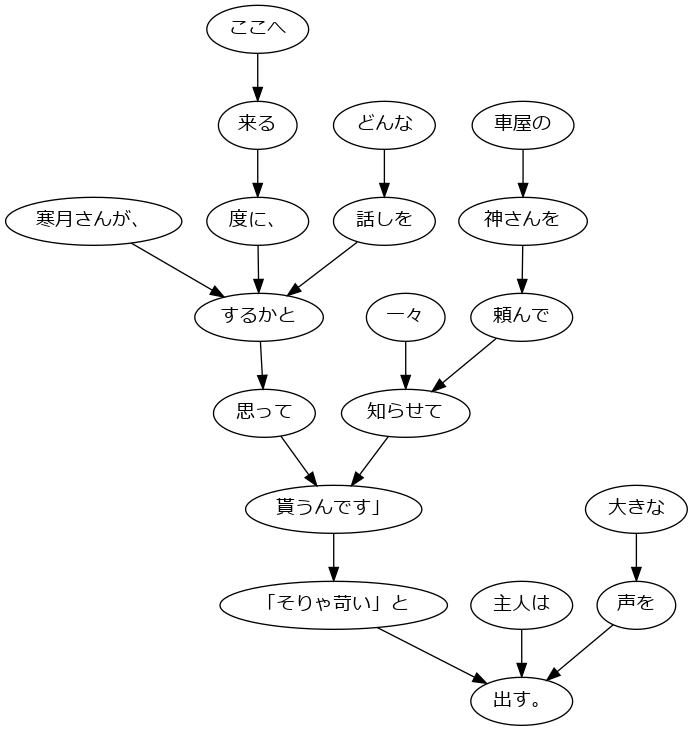 ここへ
来る
どんな
車屋の
寒月さんが、
度に、
話しを
神さんを
するかと
一々
頼んで
思って
知らせて
貰うんです」
大きな
「そりゃ苛い」と
主人は
声を
出す。